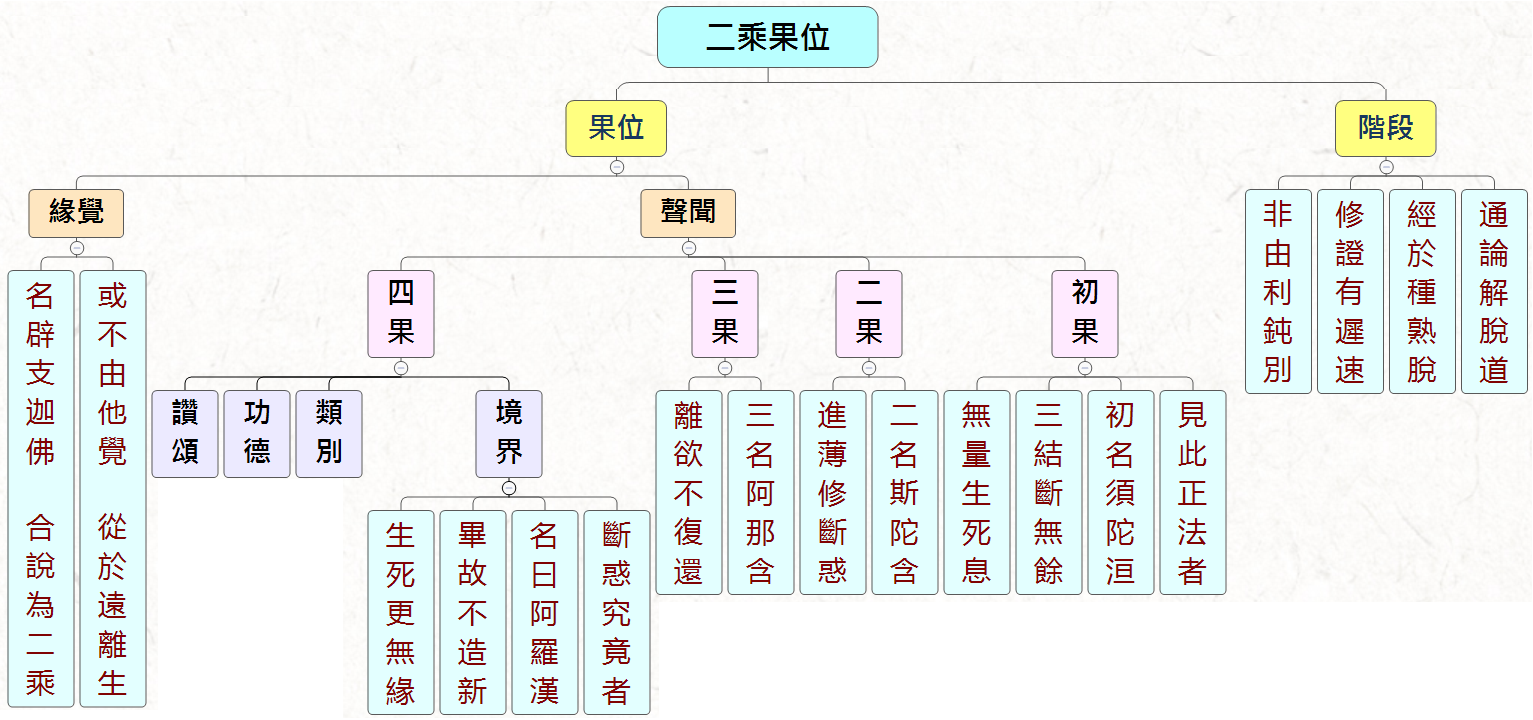 二乘果位
階段
通論解脫道
經於種熟脫
修證有遲速
非由利鈍別
果位
聲聞
初果
見此正法者
初名須陀洹
三結斷無餘
無量生死息
二果
二名斯陀含
進薄修斷惑
三果
三名阿那含
離欲不復還
四果
境界
斷惑究竟者
名曰阿羅漢
畢故不造新
生死更無緣
類別
功德
讚頌
緣覺
或不由他覺 從於遠離生
名辟支迦佛 合說為二乘